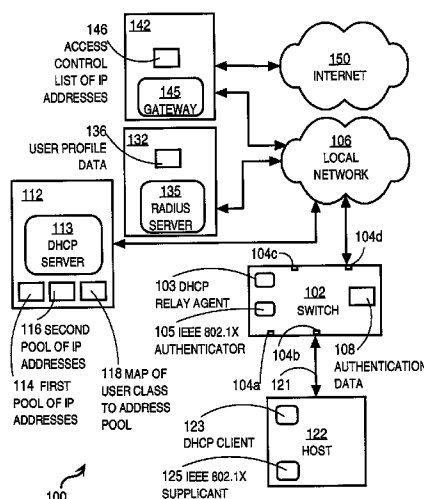 146
ACCESS
CONTROL
LIST OF IP
ADDRESSES
142
145
GATEWAY
150
INTERNET
136
USER PROFILE
DATA
132
135
RADIUS
SERVER
106
LOCAL
NETWORK
112
113
DHCP
SERVER
104c
104d
103 DHCP
RELAY AGENT
102
SWITCH
105 IEEE 802.1X
AUTHENTICATOR
104b
104a
108
AUTHENTICATION
DATA
116 SECOND
POOL OF IP
ADDRESSES
114 FIRST
POOL OF IP
ADDRESSES
118 MAP OF
USER CLASS
TO ADDRESS
POOL
121
123
DHCP CLIENT
122
HOST
125 IEEE 802.1X
SUPPLICANT
100